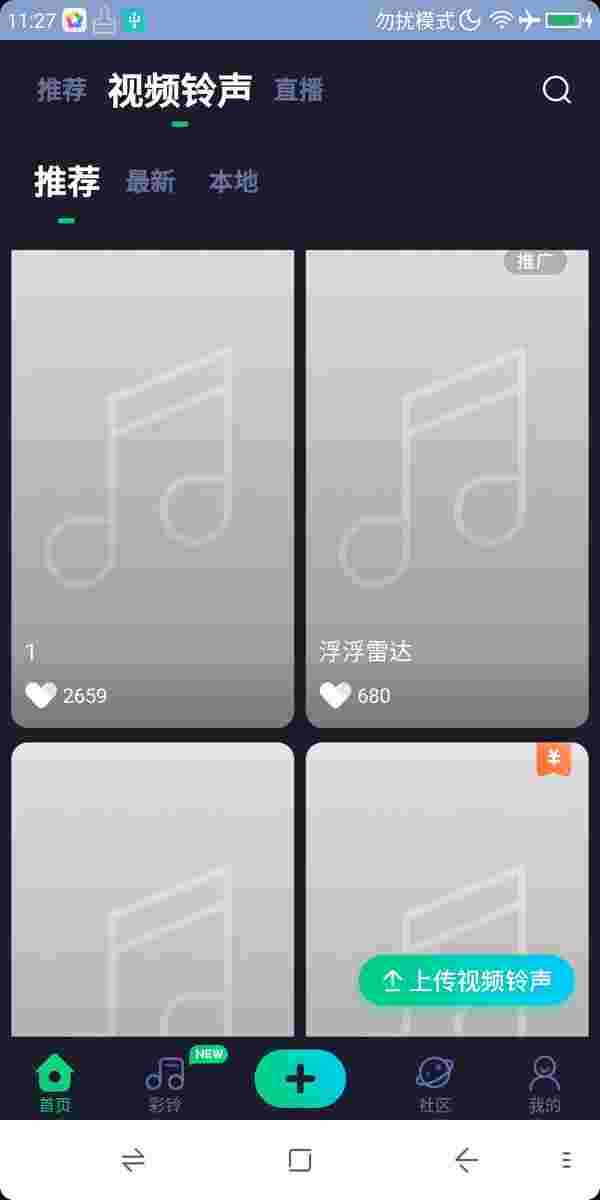 11:27 勿扰模式
推荐 视频铃声 直播
推荐 最新 本地
推广
1 浮浮雷达
2659 680
¥
上传视频铃声
NEW
首页 彩铃 社区 我的